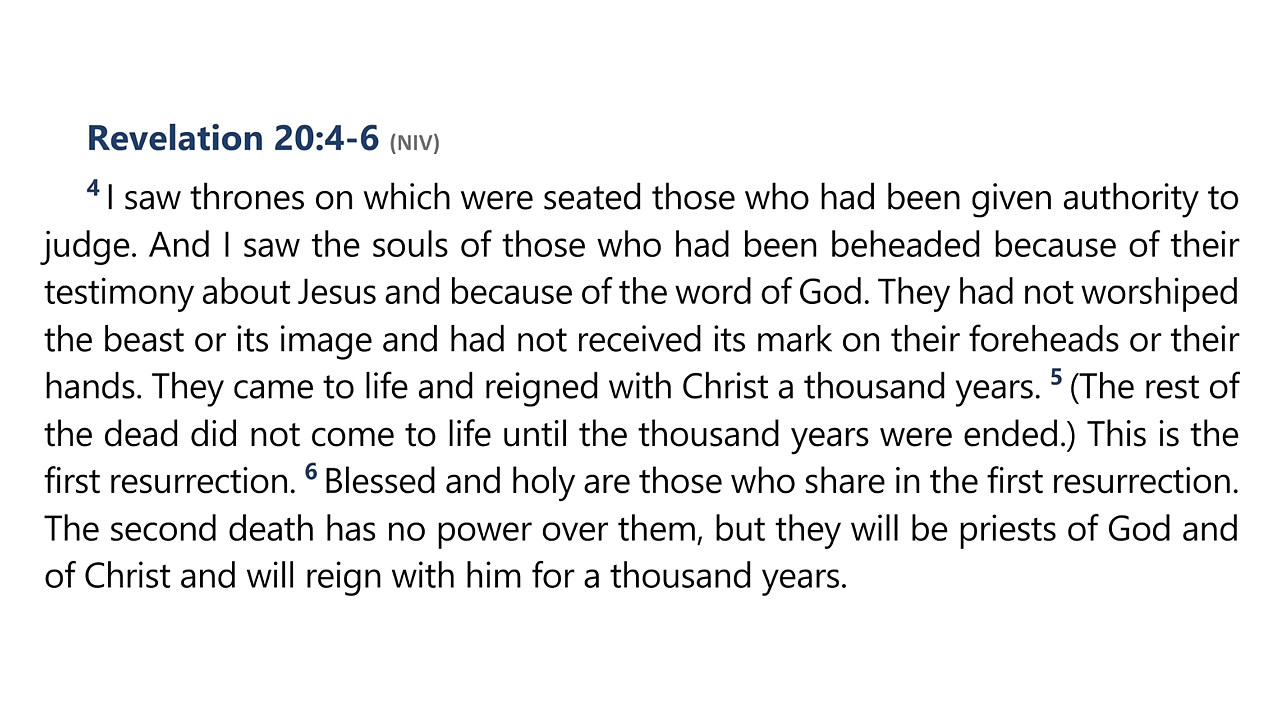 Revelation 20:4-6 (NIV)
4 I saw thrones on which were seated those who had been given authority to
judge. And I saw the souls of those who had been beheaded because of their
testimony about Jesus and because of the word of God. They had not worshiped
the beast or its image and had not received its mark on their foreheads or their
hands. They came to life and reigned with Christ a thousand years. 5 (The rest of
the dead did not come to life until the thousand years were ended.) This is the
first resurrection. 6 Blessed and holy are those who share in the first resurrection.
The second death has no power over them, but they will be priests of God and
of Christ and will reign with him for a thousand years.